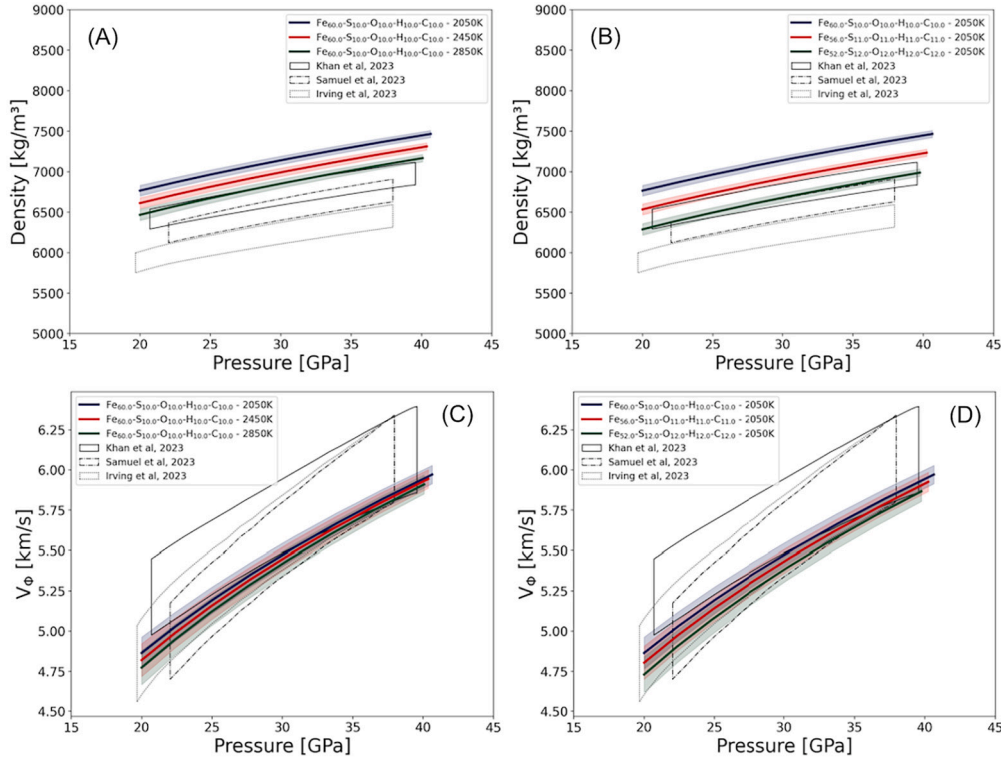 (A)
Fe60.0-S10.0-O10.0-H10.0-C10.0 - 2050K
Fe60.0-S10.0-O10.0-H10.0-C10.0 - 2450K
Fe60.0-S10.0-O10.0-H10.0-C10.0 - 2850K
Khan et al, 2023
Samuel et al, 2023
Irving et al, 2023
Density [kg/m³]
9000
8500
8000
7500
7000
6500
6000
5500
5000
15 20 25 30 35 40 45
Pressure [GPa]
(B)
Fe60.0-S10.0-O10.0-H10.0-C10.0 - 2050K
Fe56.0-S11.0-O11.0-H11.0-C11.0 - 2050K
Fe52.0-S12.0-O12.0-H12.0-C12.0 - 2050K
Khan et al, 2023
Samuel et al, 2023
Irving et al, 2023
Density [kg/m³]
9000
8500
8000
7500
7000
6500
6000
5500
5000
15 20 25 30 35 40 45
Pressure [GPa]
Fe60.0-S10.0-O10.0-H10.0-C10.0 - 2050K
Fe60.0-S10.0-O10.0-H10.0-C10.0 - 2450K
Fe60.0-S10.0-O10.0-H10.0-C10.0 - 2850K
Khan et al, 2023
Samuel et al, 2023
Irving et al, 2023
(C)
VΦ [km/s]
6.25
6.00
5.75
5.50
5.25
5.00
4.75
4.50
15 20 25 30 35 40 45
Pressure [GPa]
Fe60.0-S10.0-O10.0-H10.0-C10.0 - 2050K
Fe56.0-S11.0-O11.0-H11.0-C11.0 - 2050K
Fe52.0-S12.0-O12.0-H12.0-C12.0 - 2050K
Khan et al, 2023
Samuel et al, 2023
Irving et al, 2023
(D)
VΦ [km/s]
6.25
6.00
5.75
5.50
5.25
5.00
4.75
4.50
15 20 25 30 35 40 45
Pressure [GPa]